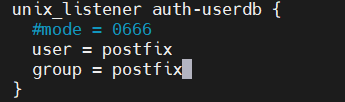 unix_listener auth-userdb {
  #mode = 0666
  user = postfix
  group = postfix
}